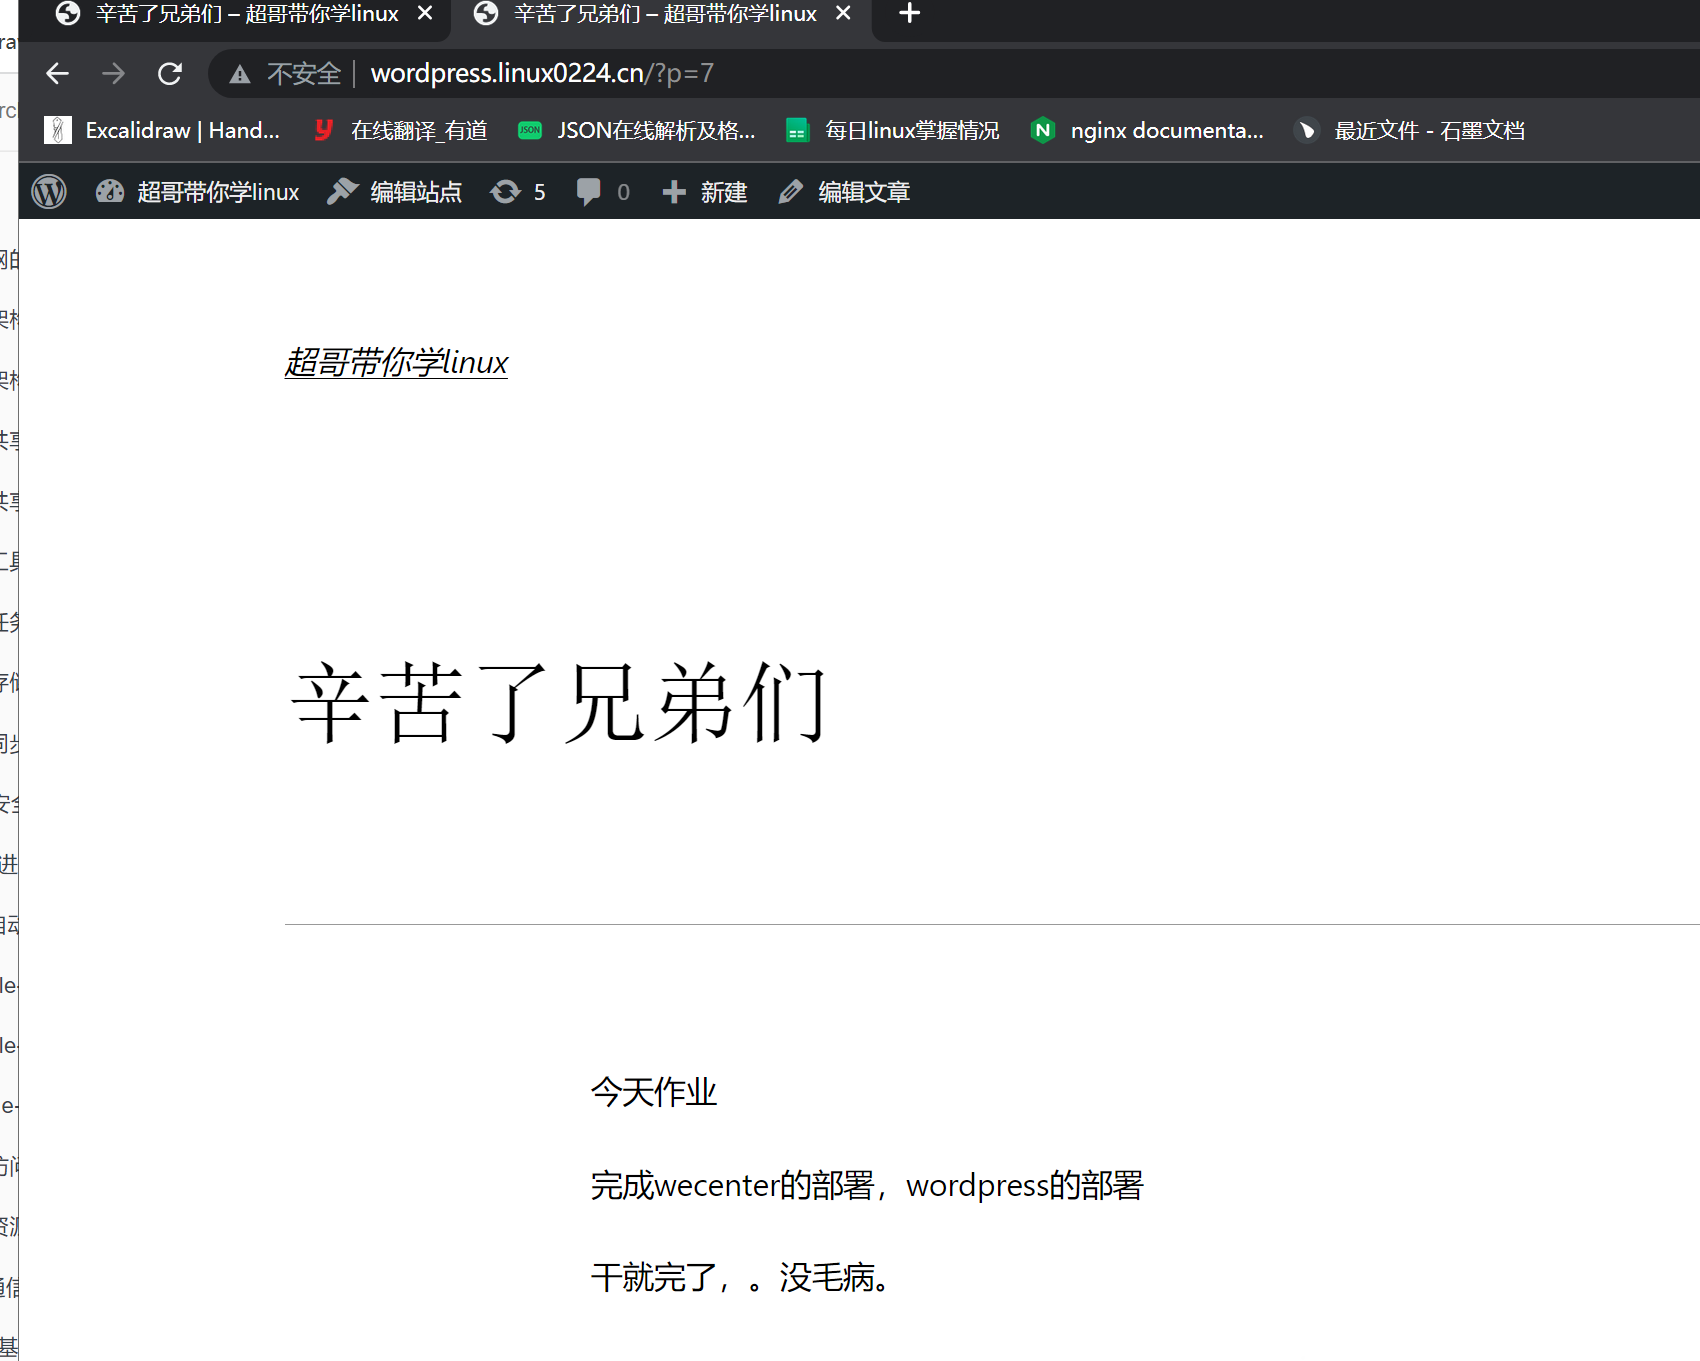 辛苦了兄弟们 – 超哥带你学linux
辛苦了兄弟们 – 超哥带你学linux
不安全 wordpress.linux0224.cn/?p=7
Excalidraw | Hand... 在线翻译_有道 JSON在线解析及格... 每日linux掌握情况 nginx documenta... 最近文件 - 石墨文档
超哥带你学linux 编辑站点 5 0 新建 编辑文章
超哥带你学linux
辛苦了兄弟们
今天作业
完成wecenter的部署，wordpress的部署
干就完了，。没毛病。